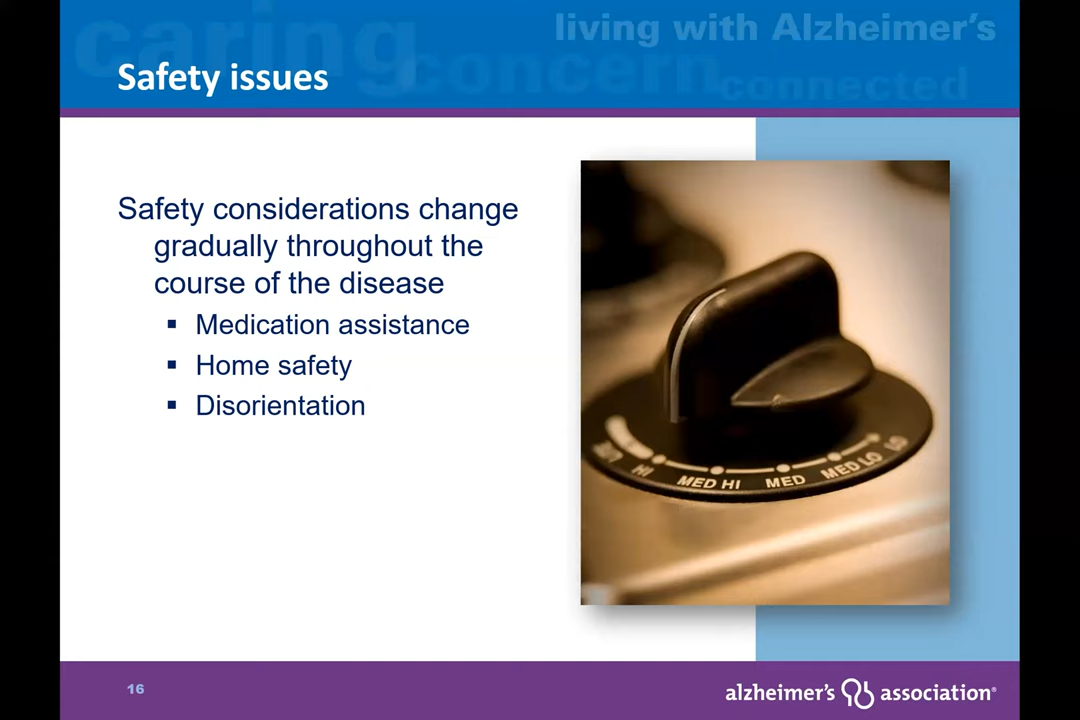 caring
living with Alzheimer's
concern
connected
Safety issues
Safety considerations change
gradually throughout the
course of the disease
▪ Medication assistance
▪ Home safety
▪ Disorientation
HI
MED HI
MED
MED LO
LO
16
alzheimer's association®